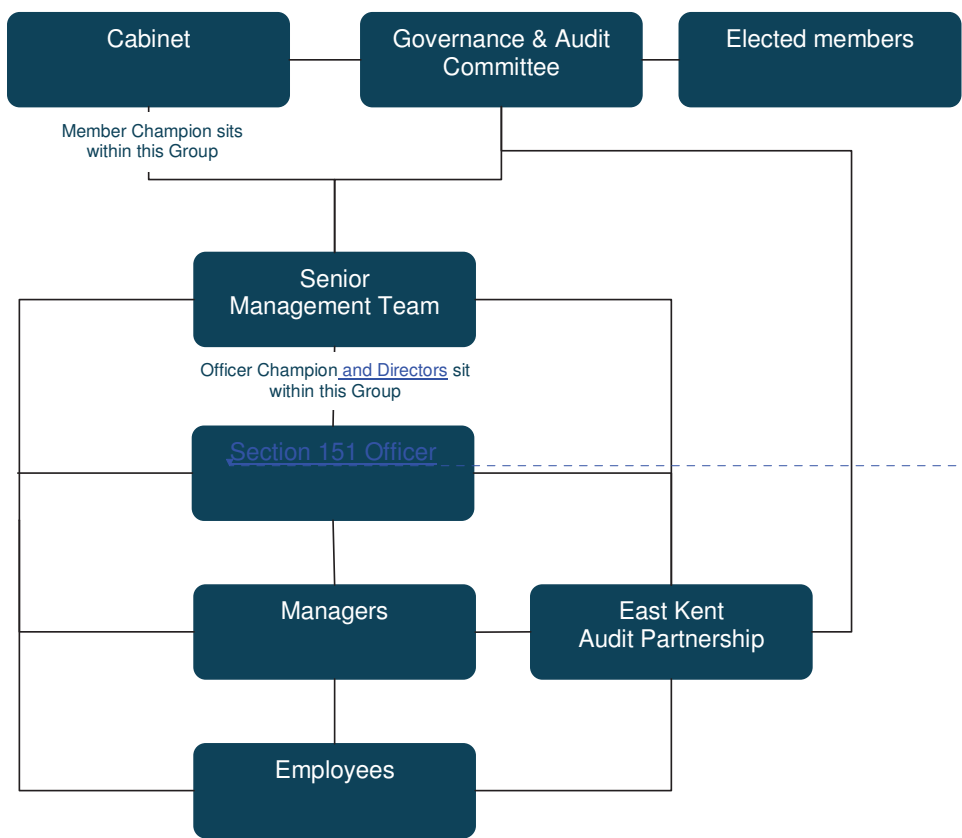 Cabinet
Governance & Audit
Committee
Elected members
Member Champion sits
within this Group
Senior
Management Team
Officer Champion and Directors sit
within this Group
Section 151 Officer
Managers
East Kent
Audit Partnership
Employees